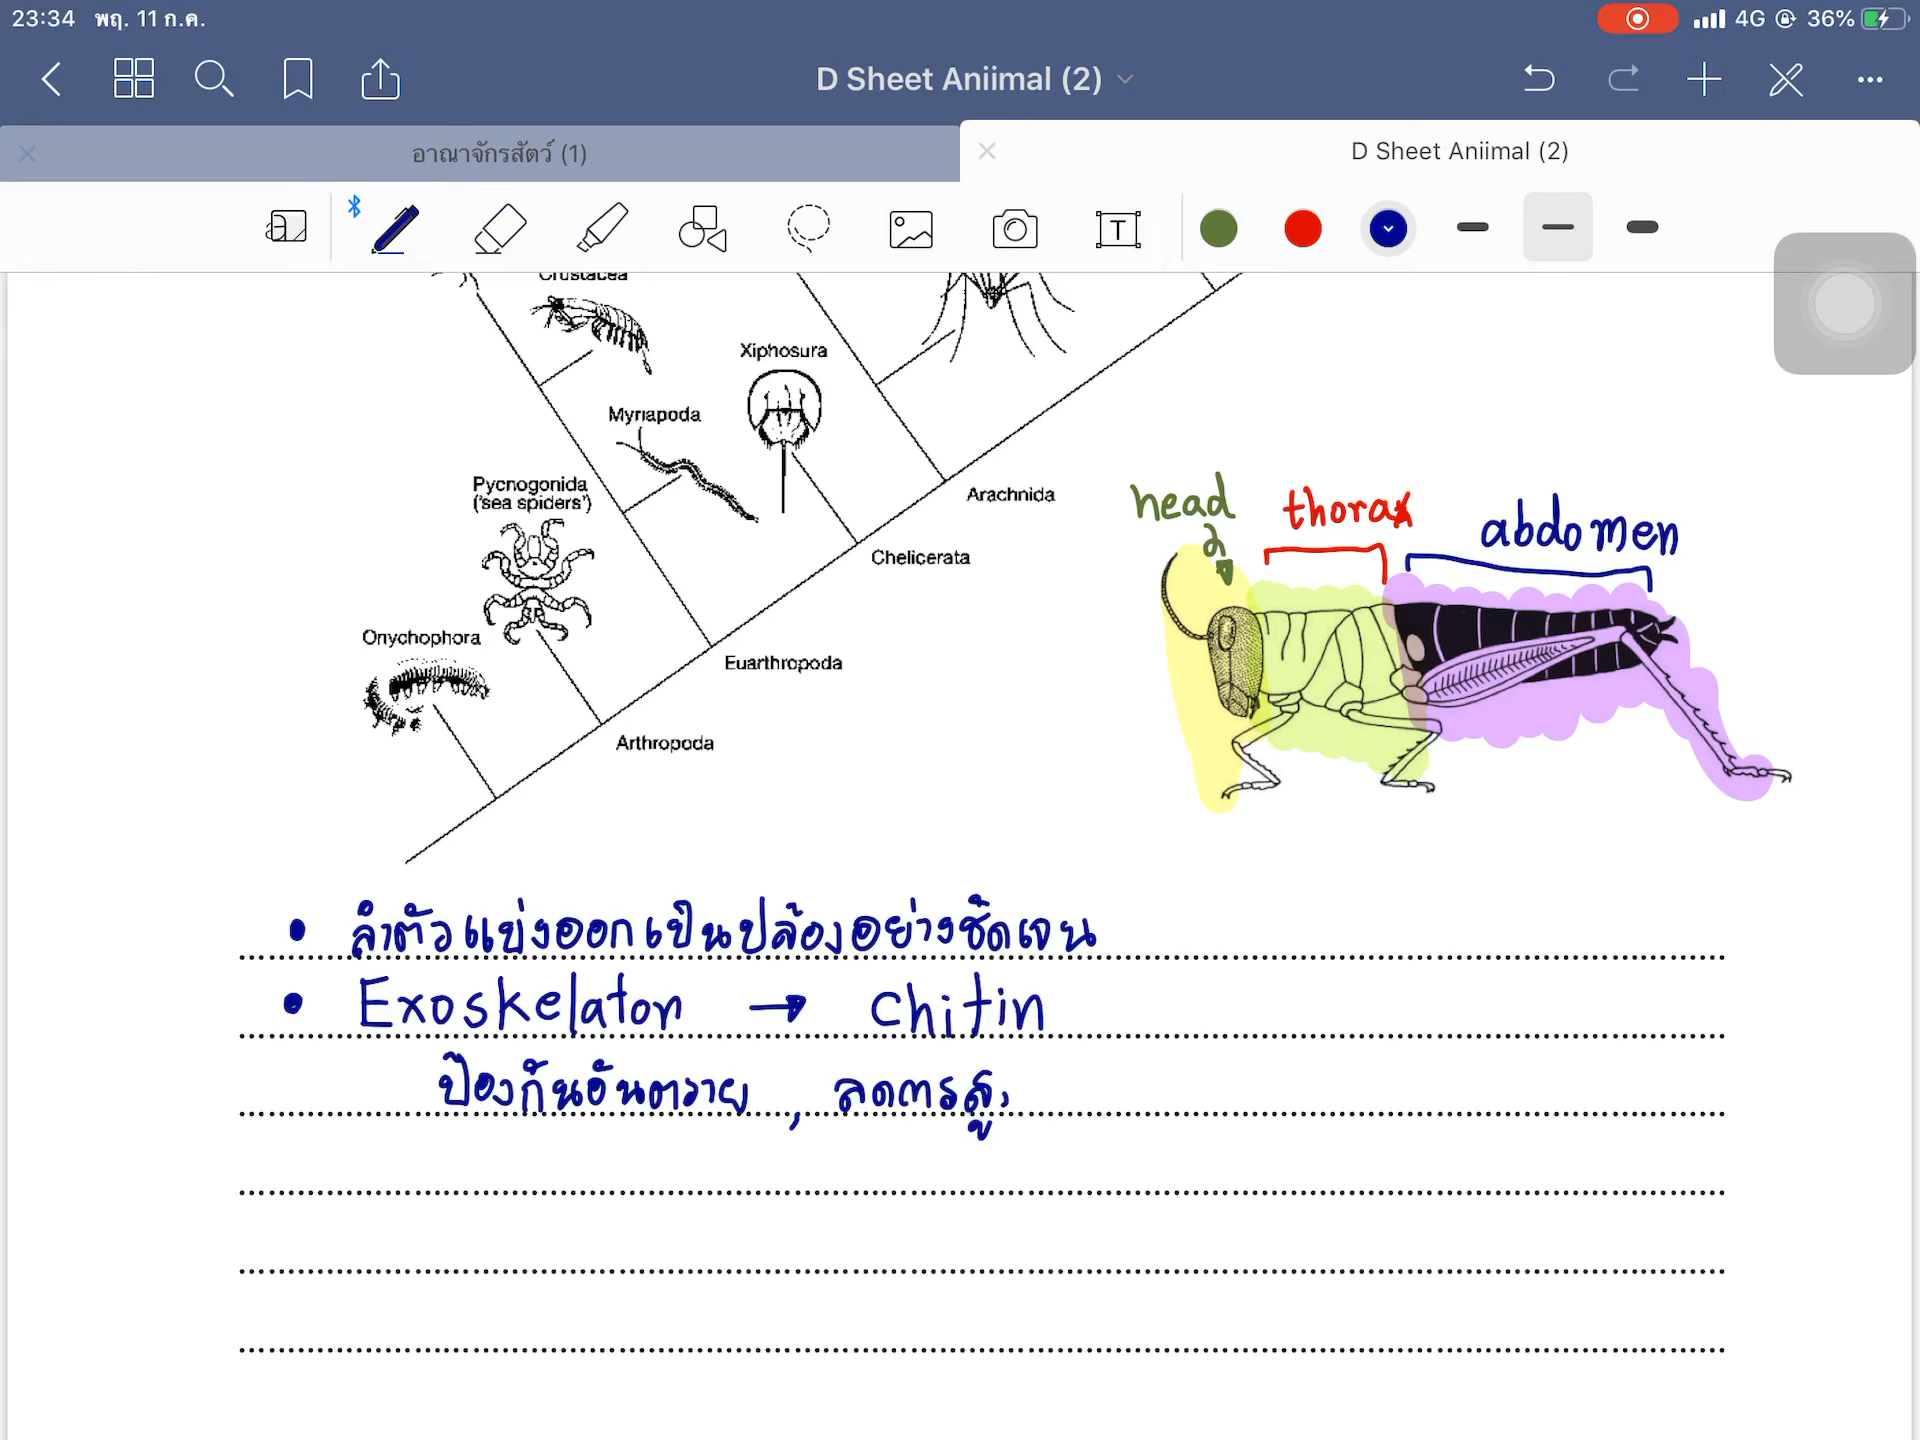 23:34 พฤ. 11 ก.ค.
4G 36%
D Sheet Aniimal (2)
อาณาจักรสัตว์ (1)
D Sheet Aniimal (2)
T
Crustacea
Xiphosura
Myriapoda
Pycnogonida
('sea spiders')
Onychophora
Arachnida
Chelicerata
Euarthropoda
Arthropoda
head
thorax
abdomen
• ลำตัวแบ่งออกเป็นปล้องอย่างชัดเจน
• Exoskelaton → Chitin
ป้องกันอันตราย , ลดการสู